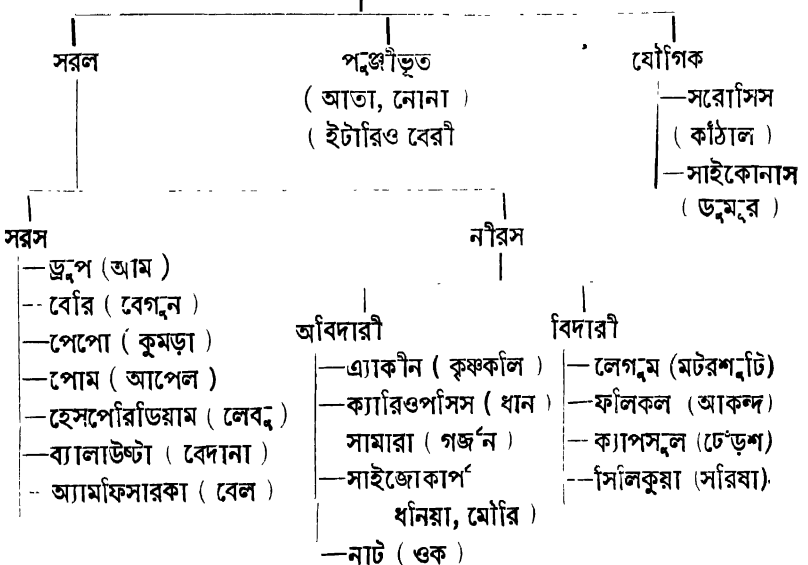 সরল
পুঞ্জীভূত
( আতা, নোনা )
( ইটারিও বেরী
যৌগিক
—সরোসিস
( কাঁঠাল )
—সাইকোনাস
( ডুমুর )
সরস
—ড্রুপ (আম )
-- বেরি ( বেগুন )
—পেপো ( কুমড়া )
—পোম ( আপেল )
—হেসপেরিডিয়াম ( লেবু )
—ব্যালাউষ্টা ( বেদানা )
-- অ্যামফিসারকা ( বেল )
নীরস
অবিদারী
—এ্যাকীন ( কৃষ্ণকলি )
—ক্যারিওপসিস ( ধান )
সামারা ( গর্জন )
—সাইজোকার্প
ধনিয়া, মৌরি )
—নাট ( ওক )
বিদারী
—লেগুম (মটরশুটি)
—ফলিকল (আকন্দ)
--ক্যাপসুল (ঢেঁড়শ)
--সিলিকুয়া (সরিষা).